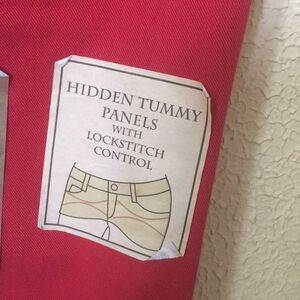 HIDDEN TUMMY
PANELS
WITH
LOCKSTITCH
CONTROL